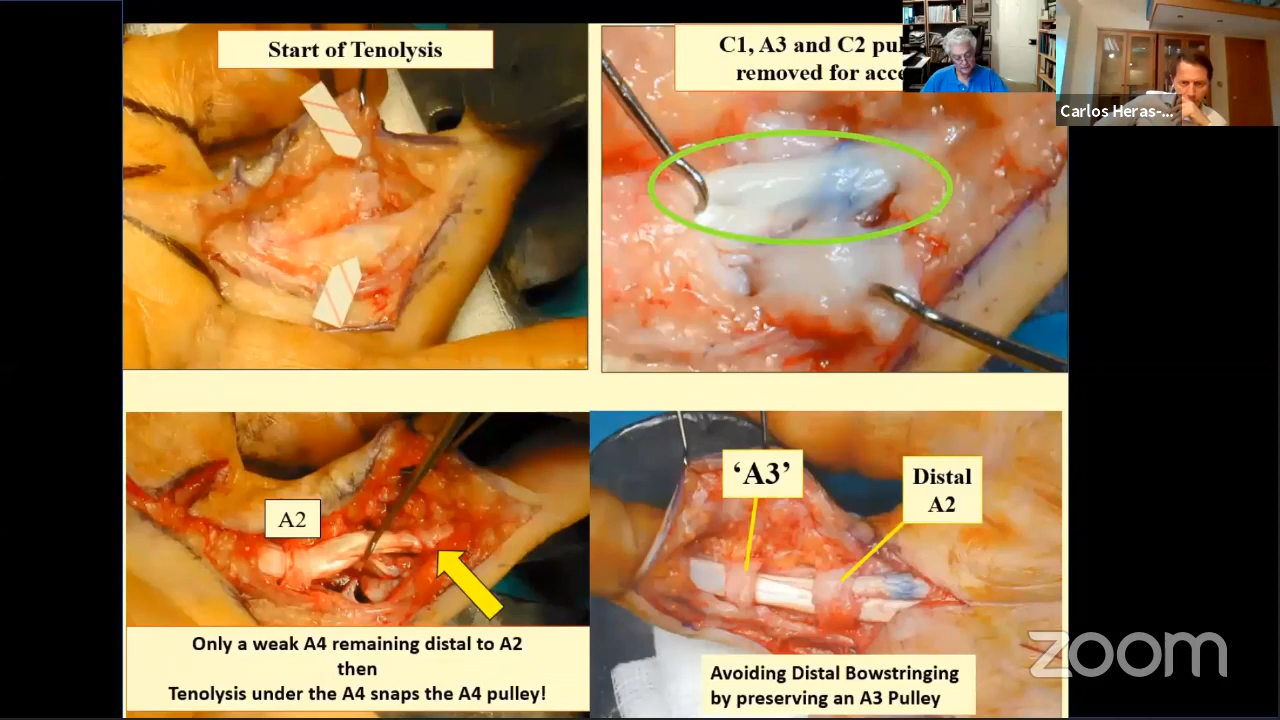 Start of Tenolysis
C1, A3 and C2
removed for
Carlos Heras-...
A2
Only a weak A4 remaining distal to A2
then
Tenolysis under the A4 snaps the A4 pulley!
‘A3’
Distal
A2
Avoiding Distal Bowstringing
by preserving an A3 Pulley
zoom